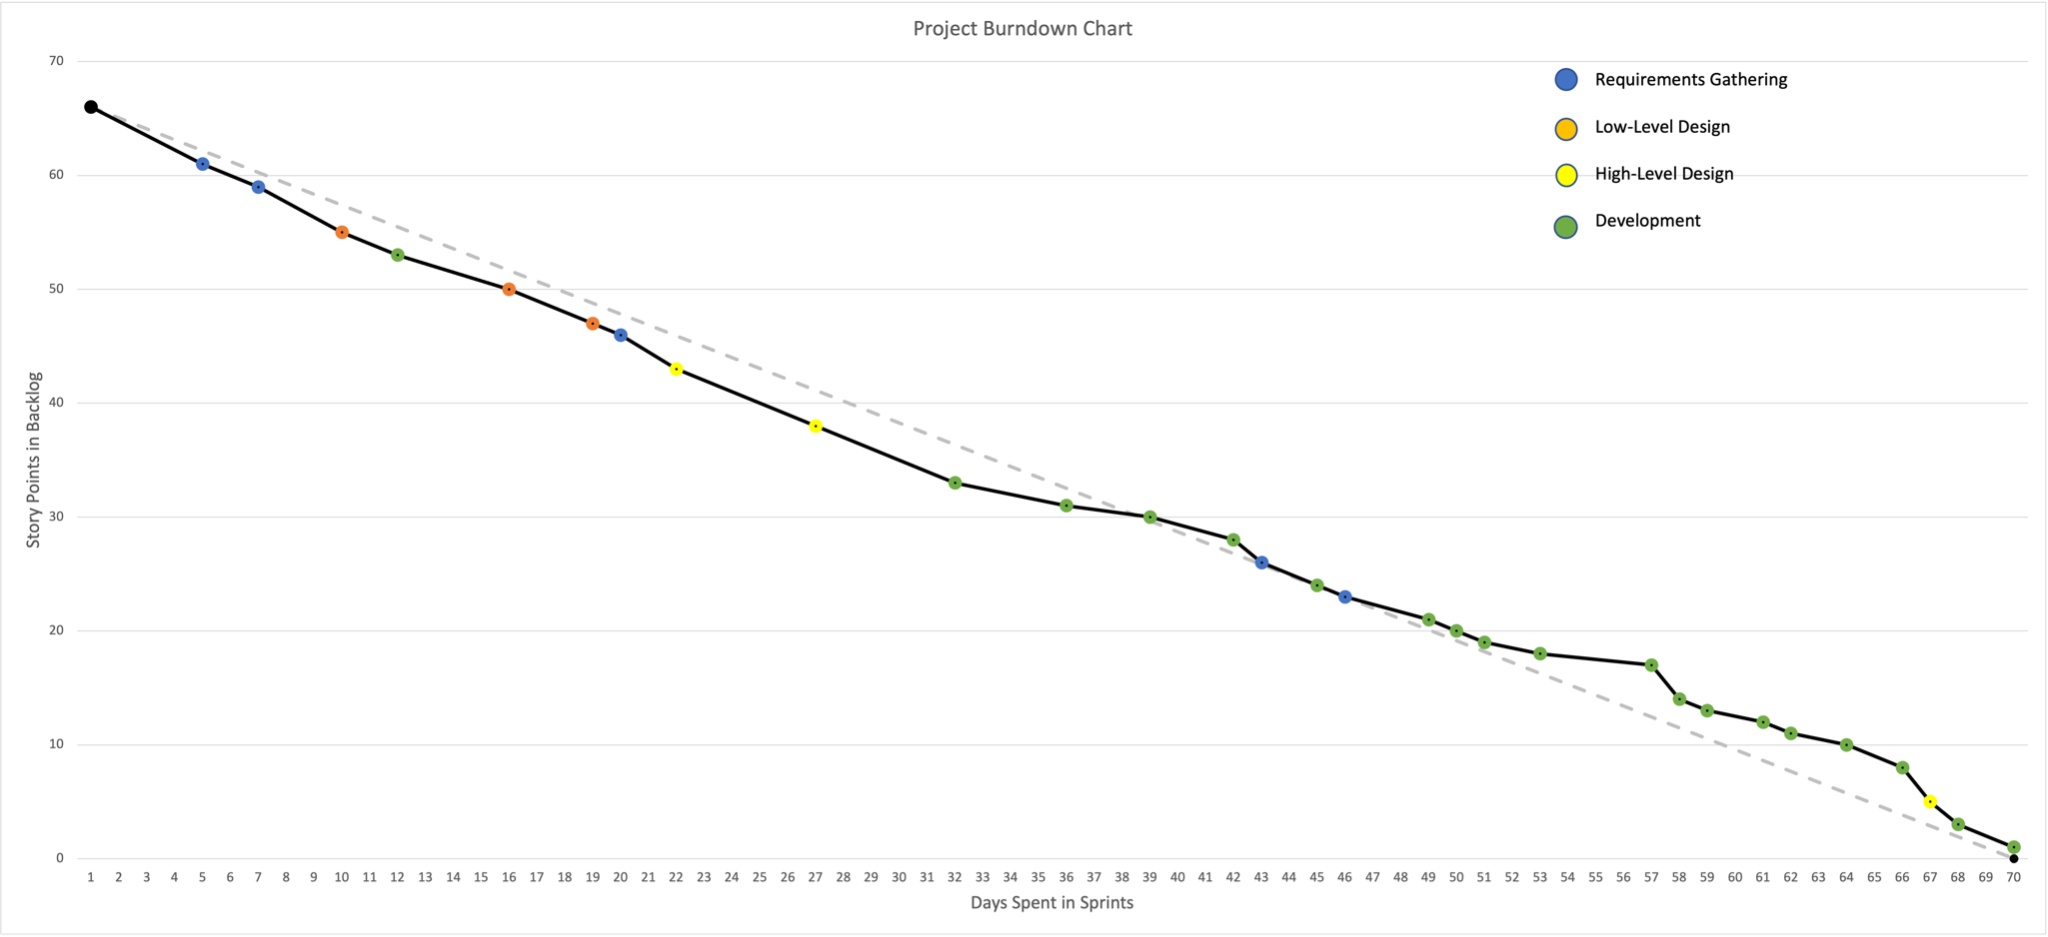 Project Burndown Chart
70
60
50
40
30
20
10
0
Story Points in Backlog
Requirements Gathering
Low-Level Design
High-Level Design
Development
1 2 3 4 5 6 7 8 9 10 11 12 13 14 15 16 17 18 19 20 21 22 23 24 25 26 27 28 29 30 31 32 33 34 35 36 37 38 39 40 41 42 43 44 45 46 47 48 49 50 51 52 53 54 55 56 57 58 59 60 61 62 63 64 65 66 67 68 69 70
Days Spent in Sprints